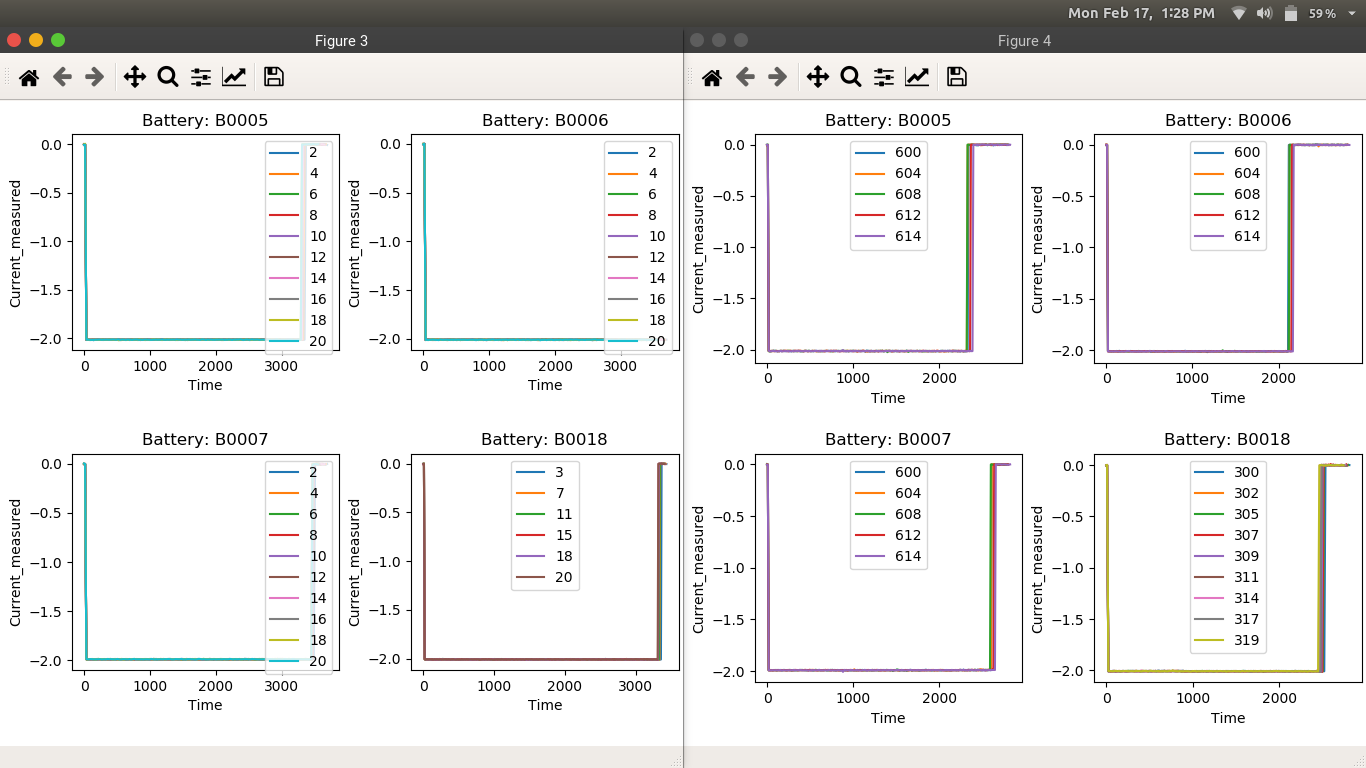 Mon Feb 17, 1:28 PM 59%
Figure 3
Battery: B0005
Current_measured
0.0
−0.5
−1.0
−1.5
−2.0
0 1000 2000 3000
Time
2
4
6
8
10
12
14
16
18
20
Battery: B0006
Current_measured
0.0
−0.5
−1.0
−1.5
−2.0
0 1000 2000 3000
Time
2
4
6
8
10
12
14
16
18
20
Battery: B0007
Current_measured
0.0
−0.5
−1.0
−1.5
−2.0
0 1000 2000 3000
Time
2
4
6
8
10
12
14
16
18
20
Battery: B0018
Current_measured
0.0
−0.5
−1.0
−1.5
−2.0
0 1000 2000 3000
Time
3
7
11
15
18
20
Figure 4
Battery: B0005
Current_measured
0.0
−0.5
−1.0
−1.5
−2.0
0 1000 2000
Time
600
604
608
612
614
Battery: B0006
Current_measured
0.0
−0.5
−1.0
−1.5
−2.0
0 1000 2000
Time
600
604
608
612
614
Battery: B0007
Current_measured
0.0
−0.5
−1.0
−1.5
−2.0
0 1000 2000
Time
600
604
608
612
614
Battery: B0018
Current_measured
0.0
−0.5
−1.0
−1.5
−2.0
0 1000 2000
Time
300
302
305
307
309
311
314
317
319